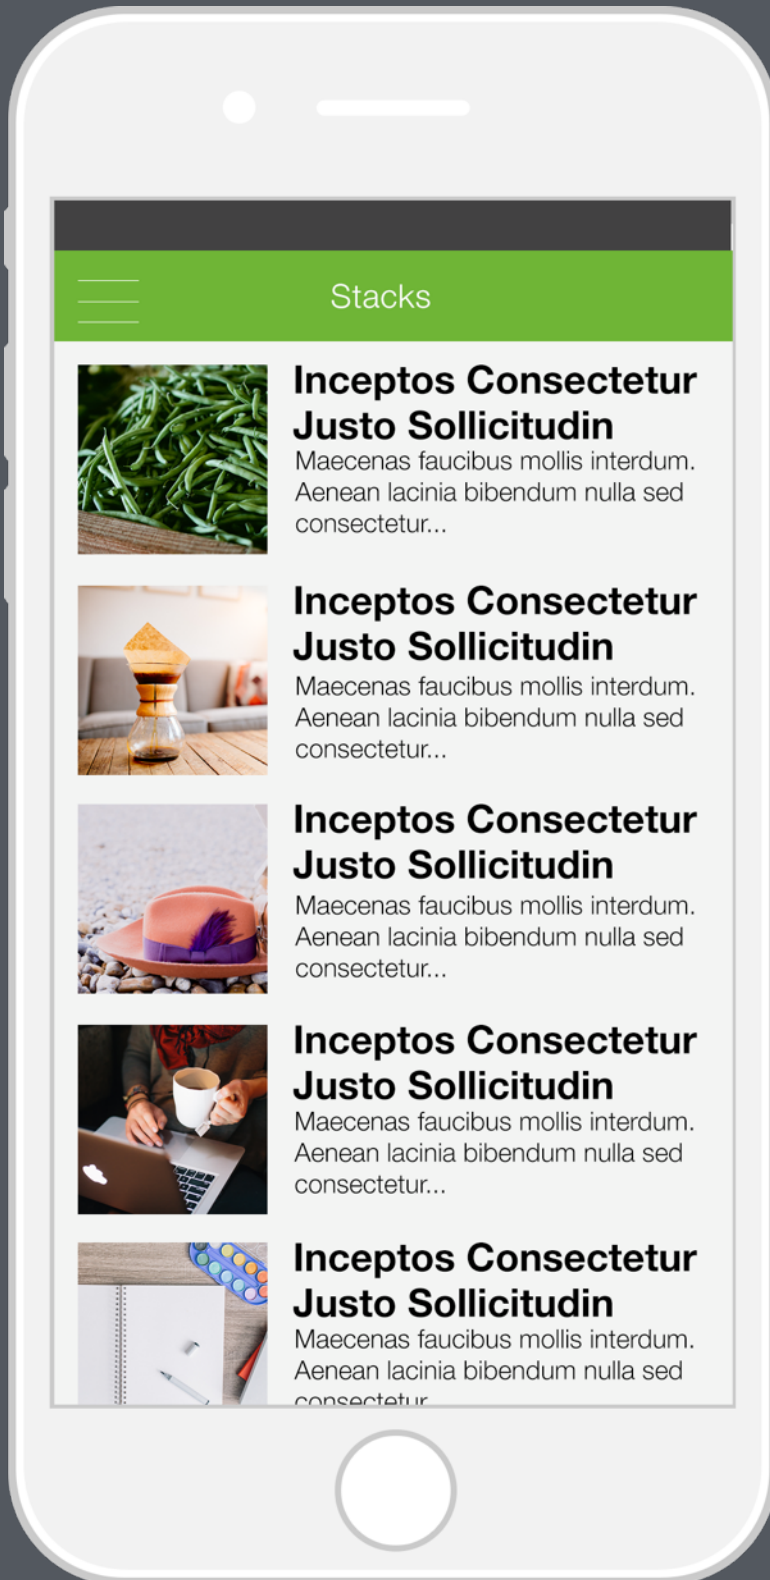 Stacks
Inceptos Consectetur
Justo Sollicitudin
Maecenas faucibus mollis interdum.
Aenean lacinia bibendum nulla sed
consectetur...
Inceptos Consectetur
Justo Sollicitudin
Maecenas faucibus mollis interdum.
Aenean lacinia bibendum nulla sed
consectetur...
Inceptos Consectetur
Justo Sollicitudin
Maecenas faucibus mollis interdum.
Aenean lacinia bibendum nulla sed
consectetur...
Inceptos Consectetur
Justo Sollicitudin
Maecenas faucibus mollis interdum.
Aenean lacinia bibendum nulla sed
consectetur...
Inceptos Consectetur
Justo Sollicitudin
Maecenas faucibus mollis interdum.
Aenean lacinia bibendum nulla sed
consectetur